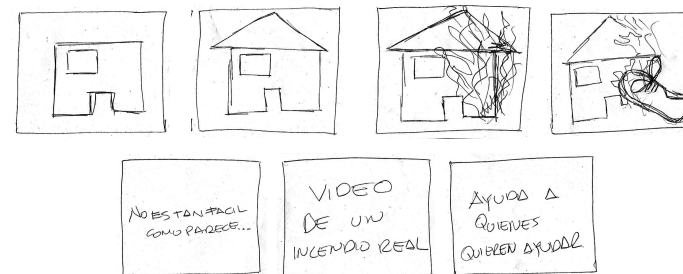 NO ES TAN FACIL
COMO PARECE...
VIDEO
DE UN
INCENDIO REAL
AYUDA A
QUIENES
QUIEREN AYUDAR